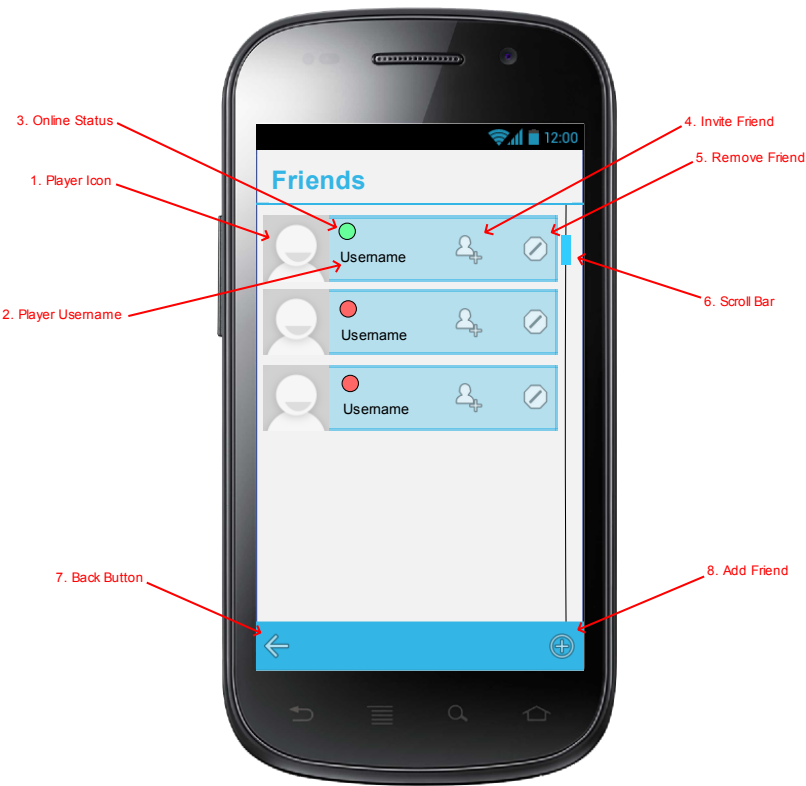 3. Online Status
4. Invite Friend
12:00
5. Remove Friend
1. Player Icon
Friends
Username
6. Scroll Bar
2. Player Username
Username
Username
7. Back Button
8. Add Friend